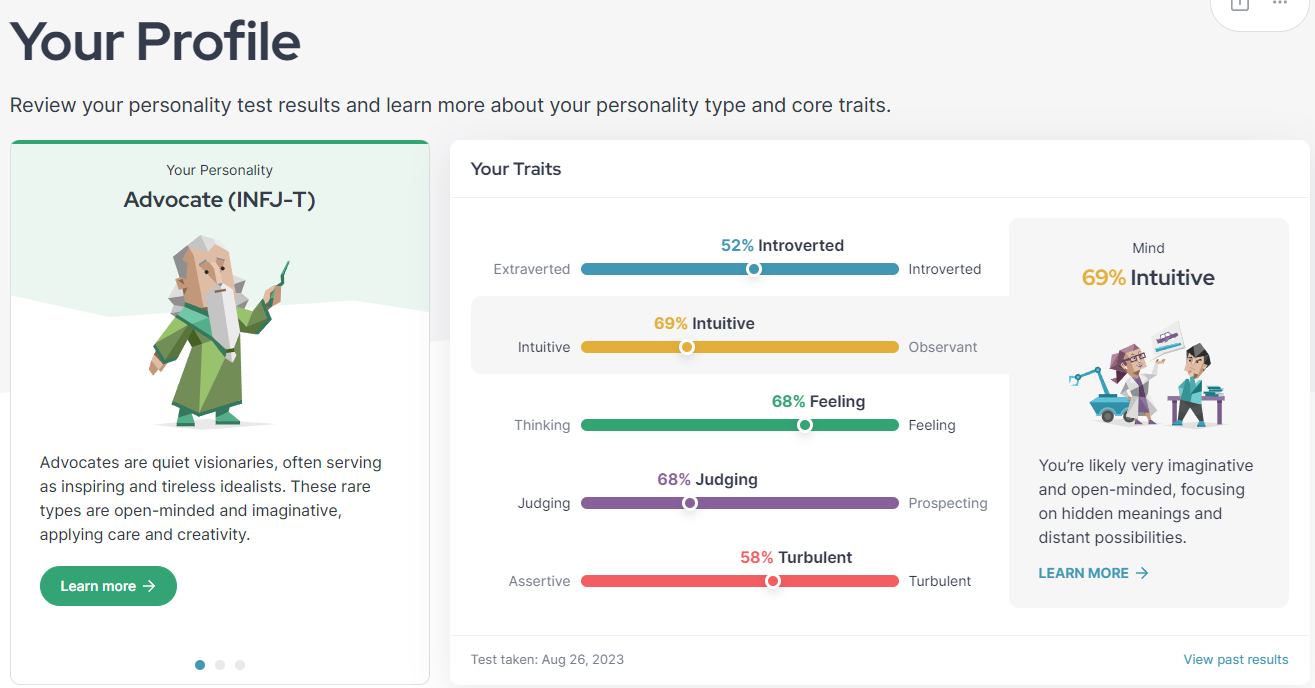 Your Profile
Review your personality test results and learn more about your personality type and core traits.
Your Personality
Advocate (INFJ-T)
Advocates are quiet visionaries, often serving
as inspiring and tireless idealists. These rare
types are open-minded and imaginative,
applying care and creativity.
Learn more →
Your Traits
52% Introverted
Extraverted Introverted
69% Intuitive
Intuitive Observant
68% Feeling
Thinking Feeling
68% Judging
Judging Prospecting
58% Turbulent
Assertive Turbulent
Mind
69% Intuitive
You’re likely very imaginative
and open-minded, focusing
on hidden meanings and
distant possibilities.
LEARN MORE →
Test taken: Aug 26, 2023
View past results